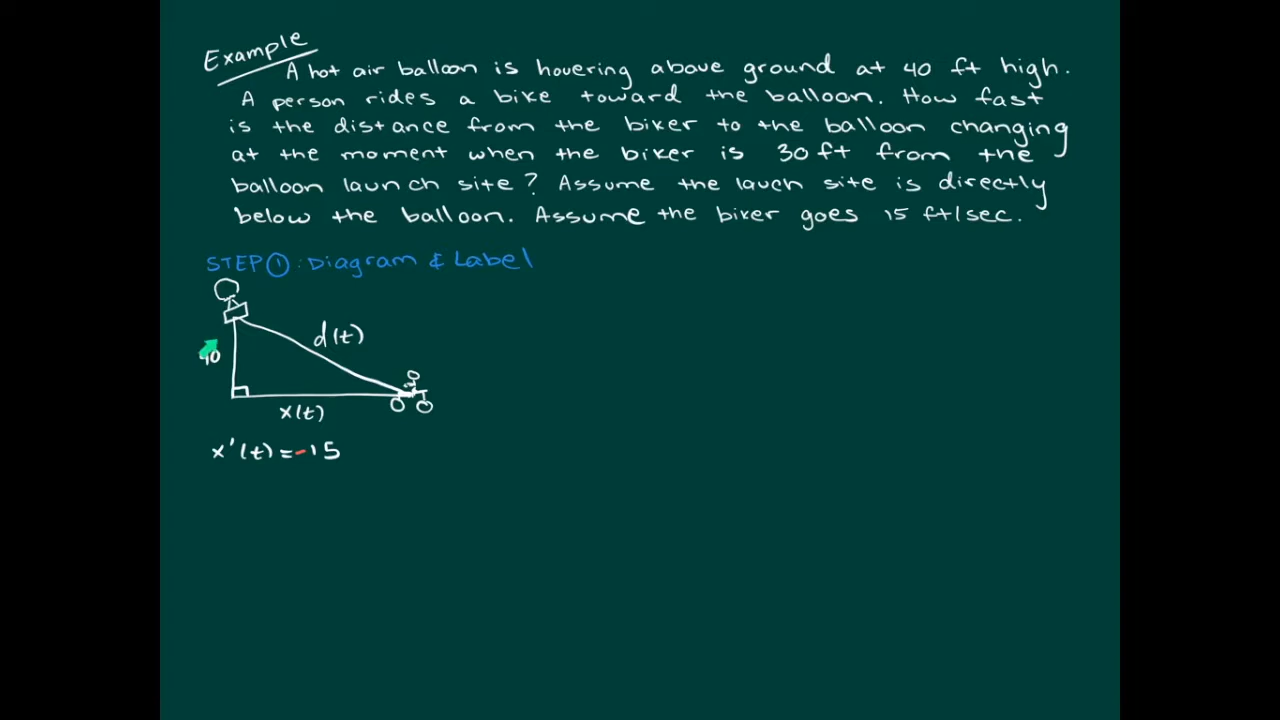 Example
A hot air balloon is hovering above ground at 40 ft high.
A person rides a bike toward the balloon. How fast
is the distance from the biker to the balloon changing
at the moment when the biker is 30 ft from the
balloon launch site? Assume the lauch site is directly
below the balloon. Assume the biker goes 15 ft/sec.
STEP ①: Diagram & Label
d(t)
40
x(t)
x'(t) = -15